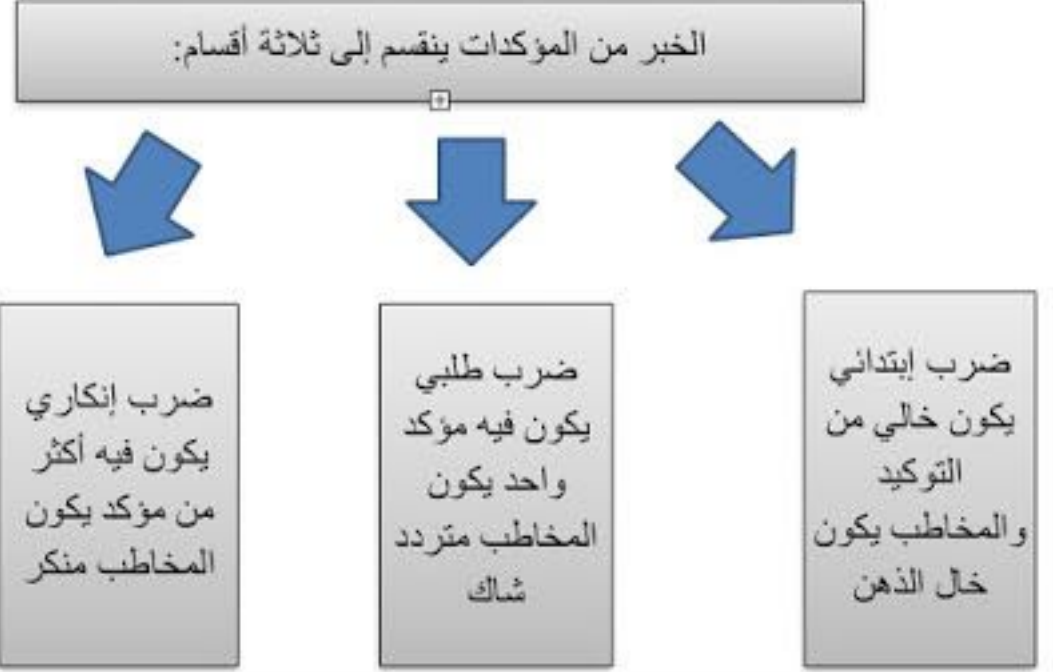 الخبر من المؤكدات ينقسم إلى ثلاثة أقسام:
ضرب إبتدائي
يكون خالي من
التوكيد
والمخاطب يكون
خال الذهن
ضرب طلبي
يكون فيه مؤكد
واحد يكون
المخاطب متردد
شاك
ضرب إنكاري
يكون فيه أكثر
من مؤكد يكون
المخاطب منكر